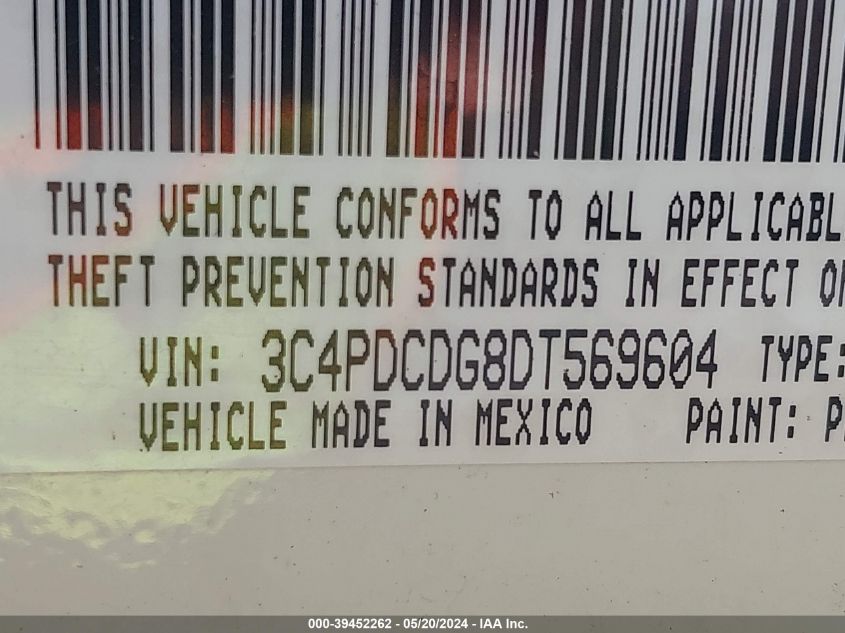 THIS VEHICLE CONFORMS TO ALL APPLICABL
THEFT PREVENTION STANDARDS IN EFFECT
VIN: 3C4PDCDG8DT569604 TYPE:
VEHICLE MADE IN MEXICO PAINT:
000-39452262 - 05/20/2024 - IAA Inc.